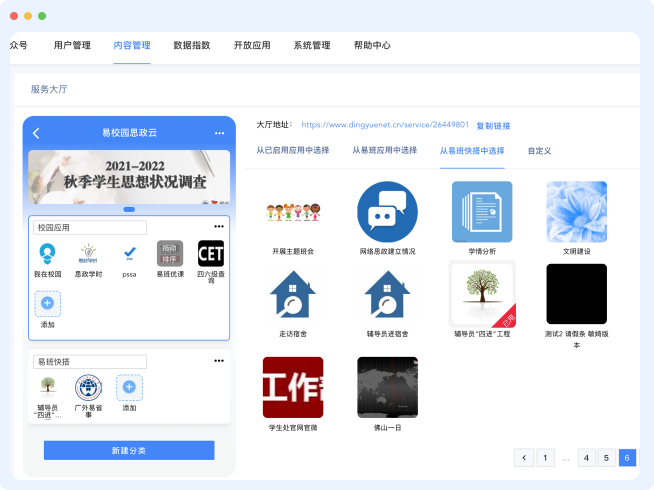 众号 用户管理 内容管理 数据指数 开放应用 系统管理 帮助中心
服务大厅
易校园思政云
2021-2022
秋季学生思想状况调查
校园应用
我在校园 思政学时 pssa 易班优课 四六级查询
拖动
排序
CET
添加
易班快搭
辅导员“四进”... 广外易省事 添加
新建分类
大厅地址： https://www.dingyuenet.cn/service/26449801 复制链接
从已启用应用中选择 从易班应用中选择 从易班快搭中选择 自定义
开展主题班会 网络思政建立情况 学情分析 文明建设
已用
走访宿舍 辅导员进宿舍 辅导员“四进”工程 测试2 请假条 敏婍版本
工作部
学生处官网官微 佛山一日
1 ... 4 5 6